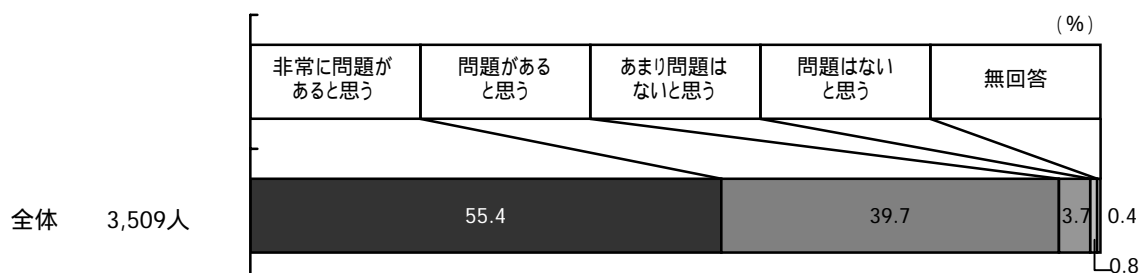 (%)
非常に問題が
あると思う
問題がある
と思う
あまり問題は
ないと思う
問題はない
と思う
無回答
全体 3,509人
55.4
39.7
3.7
0.4
0.8